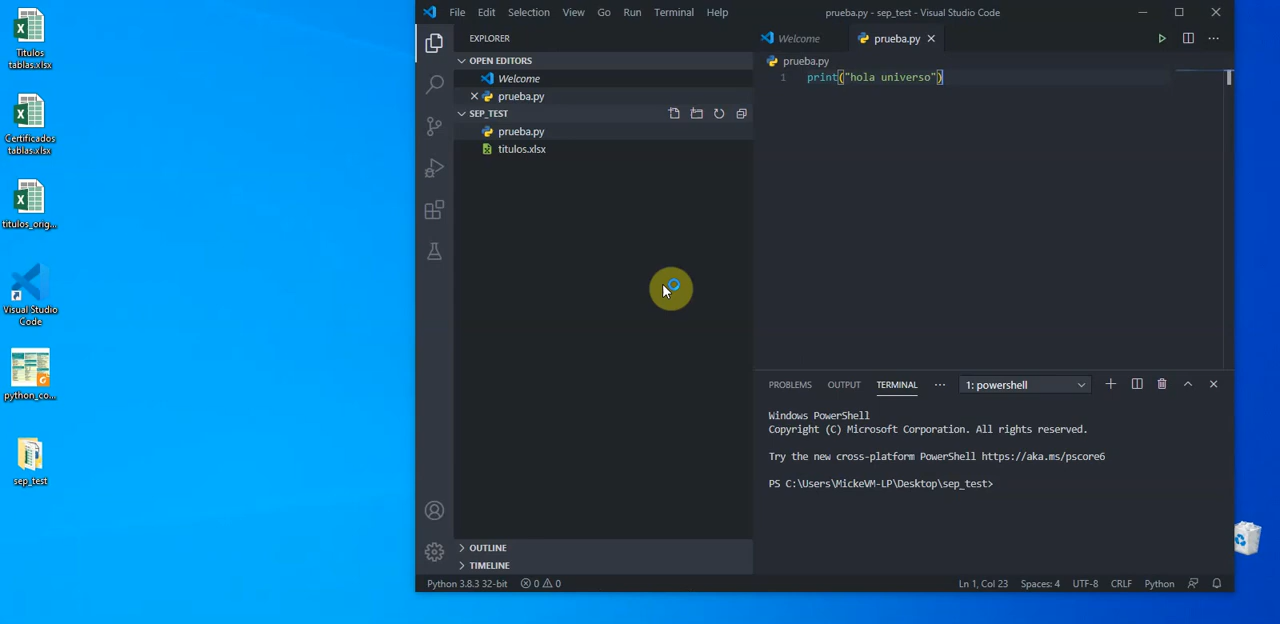 Titulos
tablas.xlsx
Certificados
tablas.xlsx
titulos_orig...
Visual Studio
Code
python_co...
sep_test
File Edit Selection View Go Run Terminal Help
prueba.py - sep_test - Visual Studio Code
EXPLORER
OPEN EDITORS
Welcome
prueba.py
SEP_TEST
prueba.py
titulos.xlsx
OUTLINE
TIMELINE
Welcome prueba.py
prueba.py
1 print("hola universo")
PROBLEMS OUTPUT TERMINAL ... 1: powershell
Windows PowerShell
Copyright (C) Microsoft Corporation. All rights reserved.
Try the new cross-platform PowerShell https://aka.ms/pscore6
PS C:\Users\MickeVM-LP\Desktop\sep_test>
Python 3.8.3 32-bit 0 0 Ln 1, Col 23 Spaces: 4 UTF-8 CRLF Python